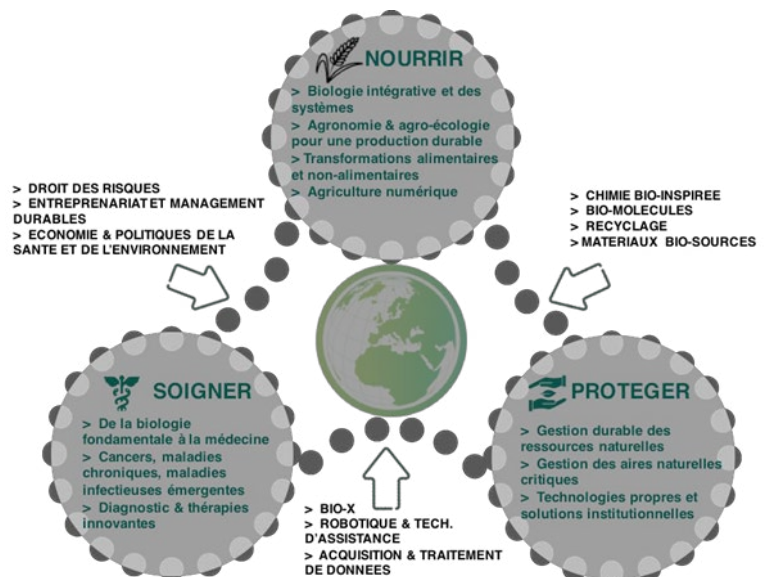 NOURRIR
> Biologie intégrative et des
systèmes
> Agronomie & agro-écologie
pour une production durable
> Transformations alimentaires
et non-alimentaires
> Agriculture numérique
> DROIT DES RISQUES
> ENTREPRENARIAT ET MANAGEMENT
DURABLES
> ECONOMIE & POLITIQUES DE LA
SANTE ET DE L'ENVIRONNEMENT
> CHIMIE BIO-INSPIREE
> BIO-MOLECULES
> RECYCLAGE
> MATERIAUX BIO-SOURCES
SOIGNER
> De la biologie
fondamentale à la médecine
> Cancers, maladies
chroniques, maladies
infectieuses émergentes
> Diagnostic & thérapies
innovantes
PROTEGER
> Gestion durable des
ressources naturelles
> Gestion des aires naturelles
critiques
> Technologies propres et
solutions institutionnelles
> BIO-X
> ROBOTIQUE & TECH.
D'ASSISTANCE
> ACQUISITION & TRAITEMENT
DE DONNEES